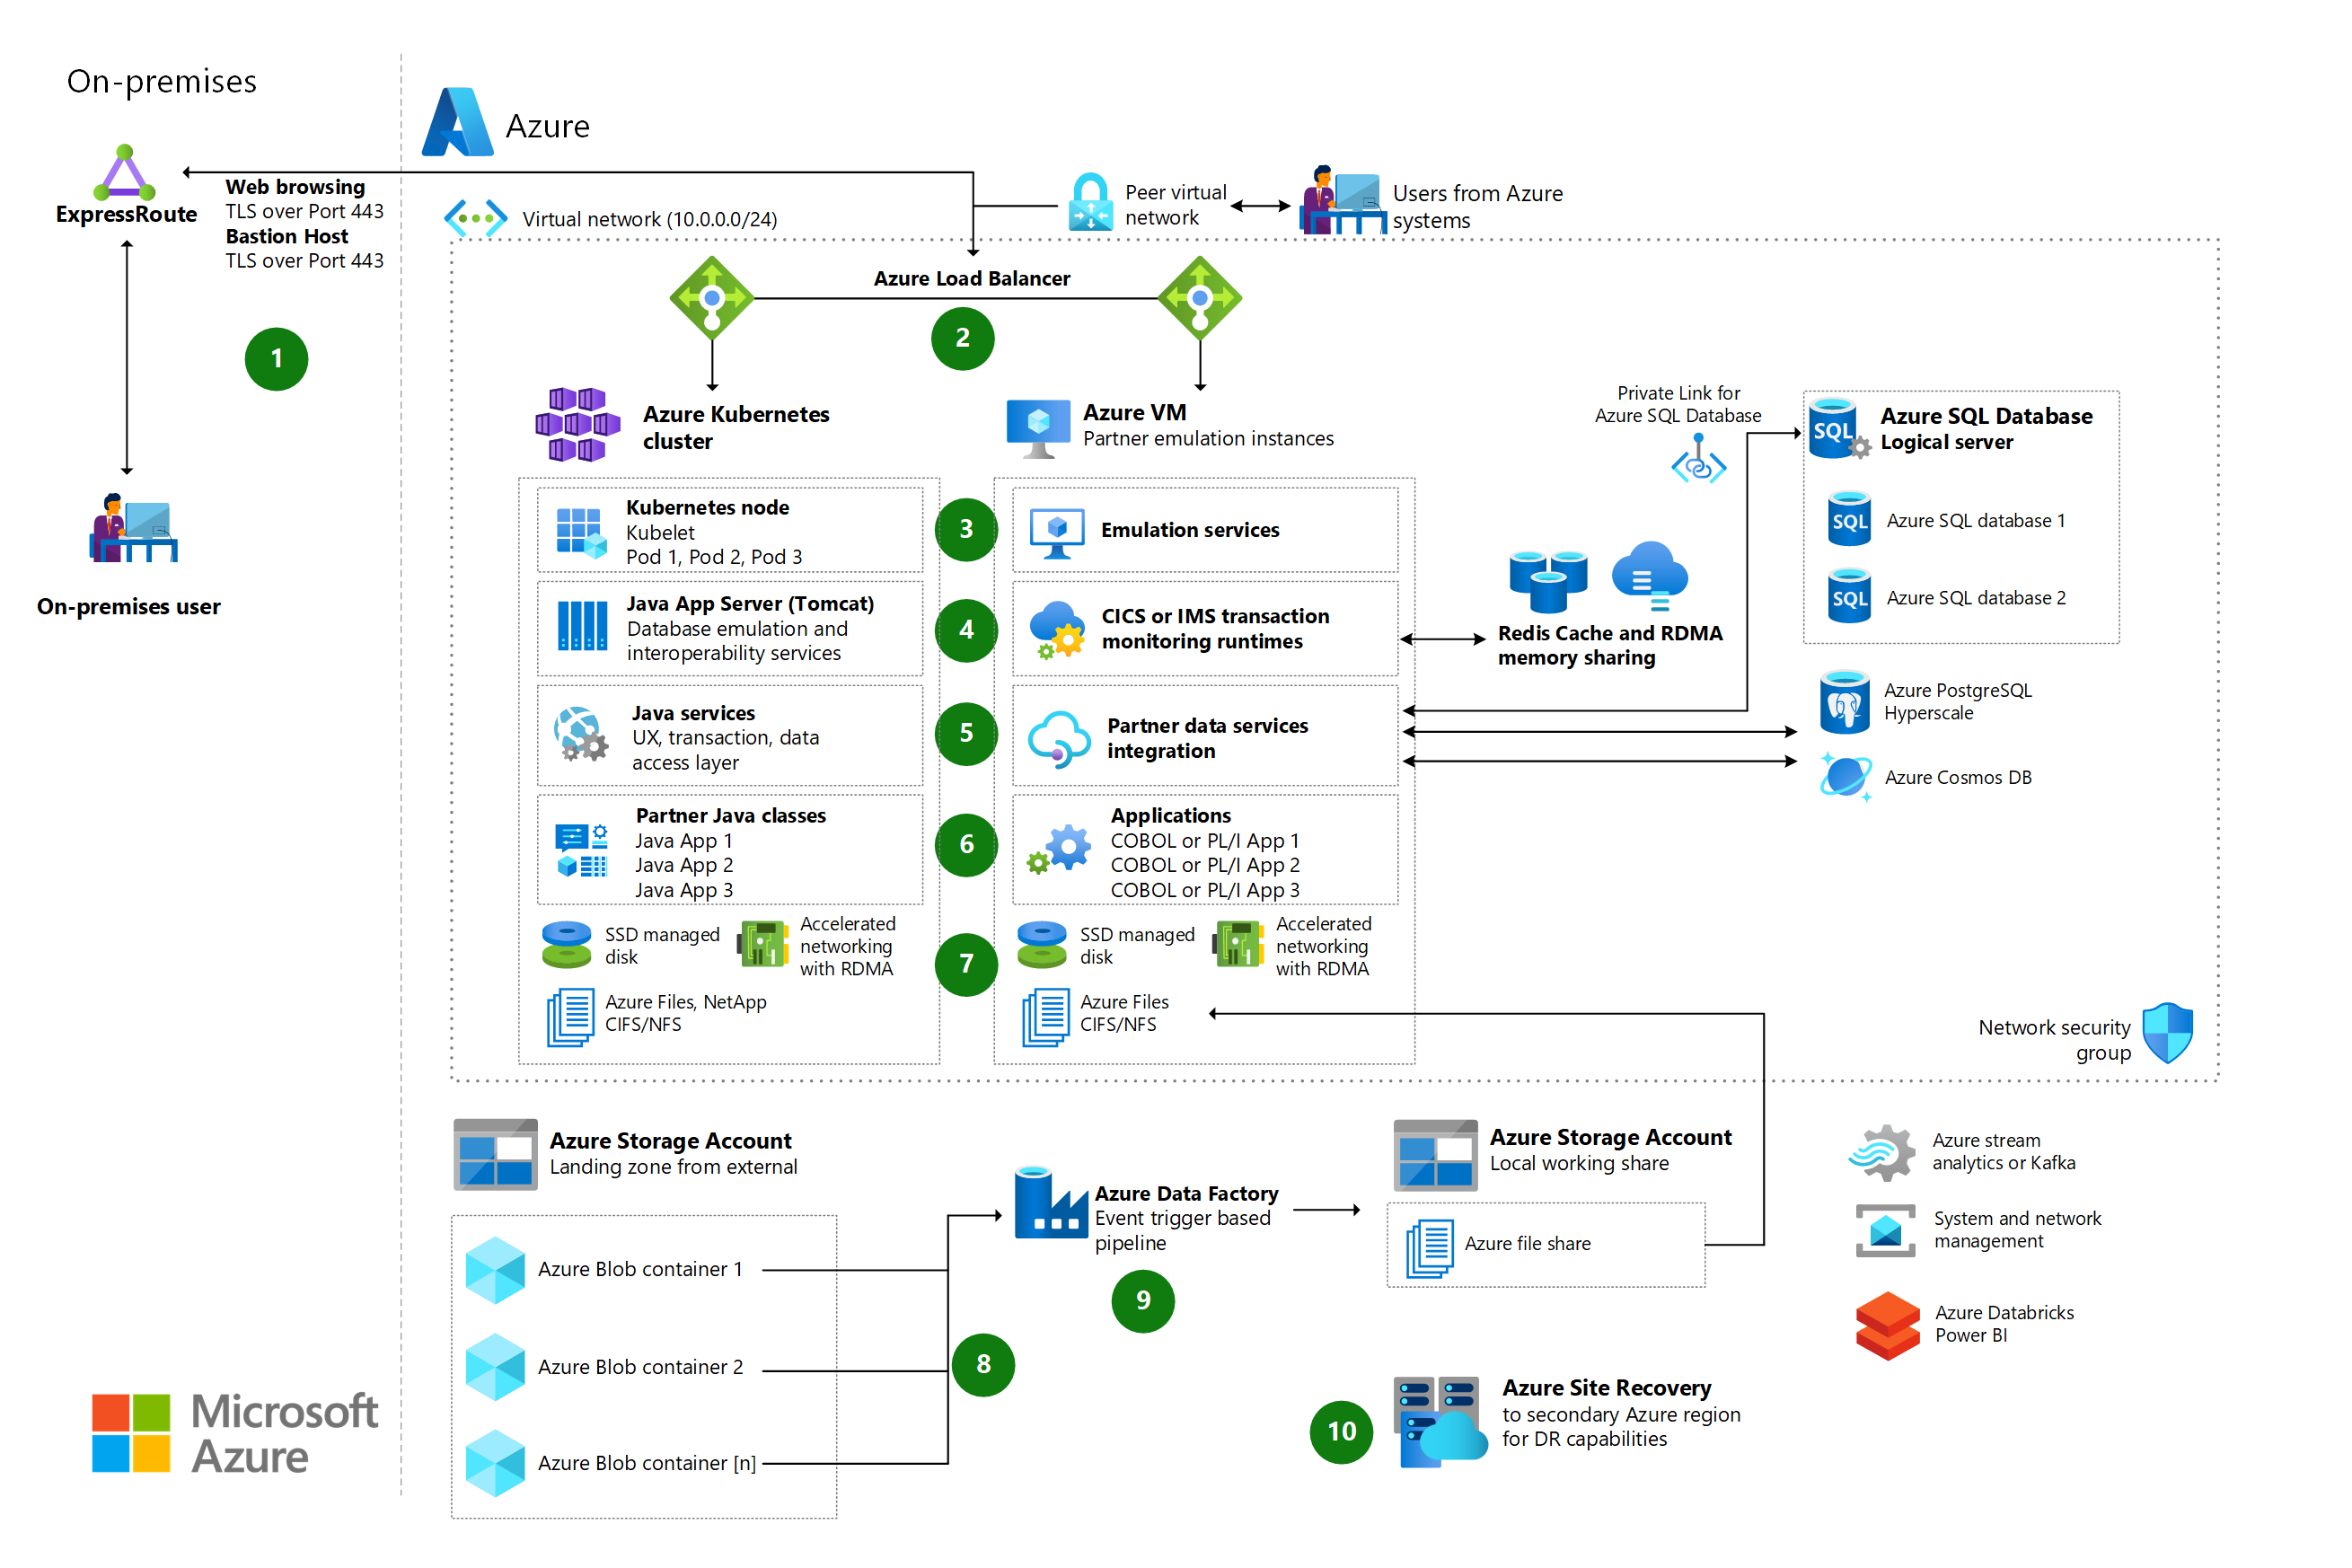 On-premises
Azure
ExpressRoute
Web browsing
TLS over Port 443
Bastion Host
TLS over Port 443
1
On-premises user
Peer virtual
network
Users from Azure
systems
Virtual network (10.0.0.0/24)
Azure Load Balancer
2
Azure Kubernetes
cluster
Azure VM
Partner emulation instances
Kubernetes node
Kubelet
Pod 1, Pod 2, Pod 3
3
Emulation services
Java App Server (Tomcat)
Database emulation and
interoperability services
4
CICS or IMS transaction
monitoring runtimes
Java services
UX, transaction, data
access layer
5
Partner data services
integration
Partner Java classes
Java App 1
Java App 2
Java App 3
6
Applications
COBOL or PL/I App 1
COBOL or PL/I App 2
COBOL or PL/I App 3
SSD managed
disk
Accelerated
networking
with RDMA
7
SSD managed
disk
Accelerated
networking
with RDMA
Azure Files, NetApp
CIFS/NFS
Azure Files
CIFS/NFS
Redis Cache and RDMA
memory sharing
Private Link for
Azure SQL Database
SQL
Azure SQL Database
Logical server
SQL
Azure SQL database 1
SQL
Azure SQL database 2
Azure PostgreSQL
Hyperscale
Azure Cosmos DB
Network security
group
Azure Storage Account
Landing zone from external
Azure Blob container 1
Azure Blob container 2
Azure Blob container [n]
8
Azure Data Factory
Event trigger based
pipeline
9
Azure Storage Account
Local working share
Azure file share
10
Azure Site Recovery
to secondary Azure region
for DR capabilities
Azure stream
analytics or Kafka
System and network
management
Azure Databricks
Power BI
Microsoft
Azure